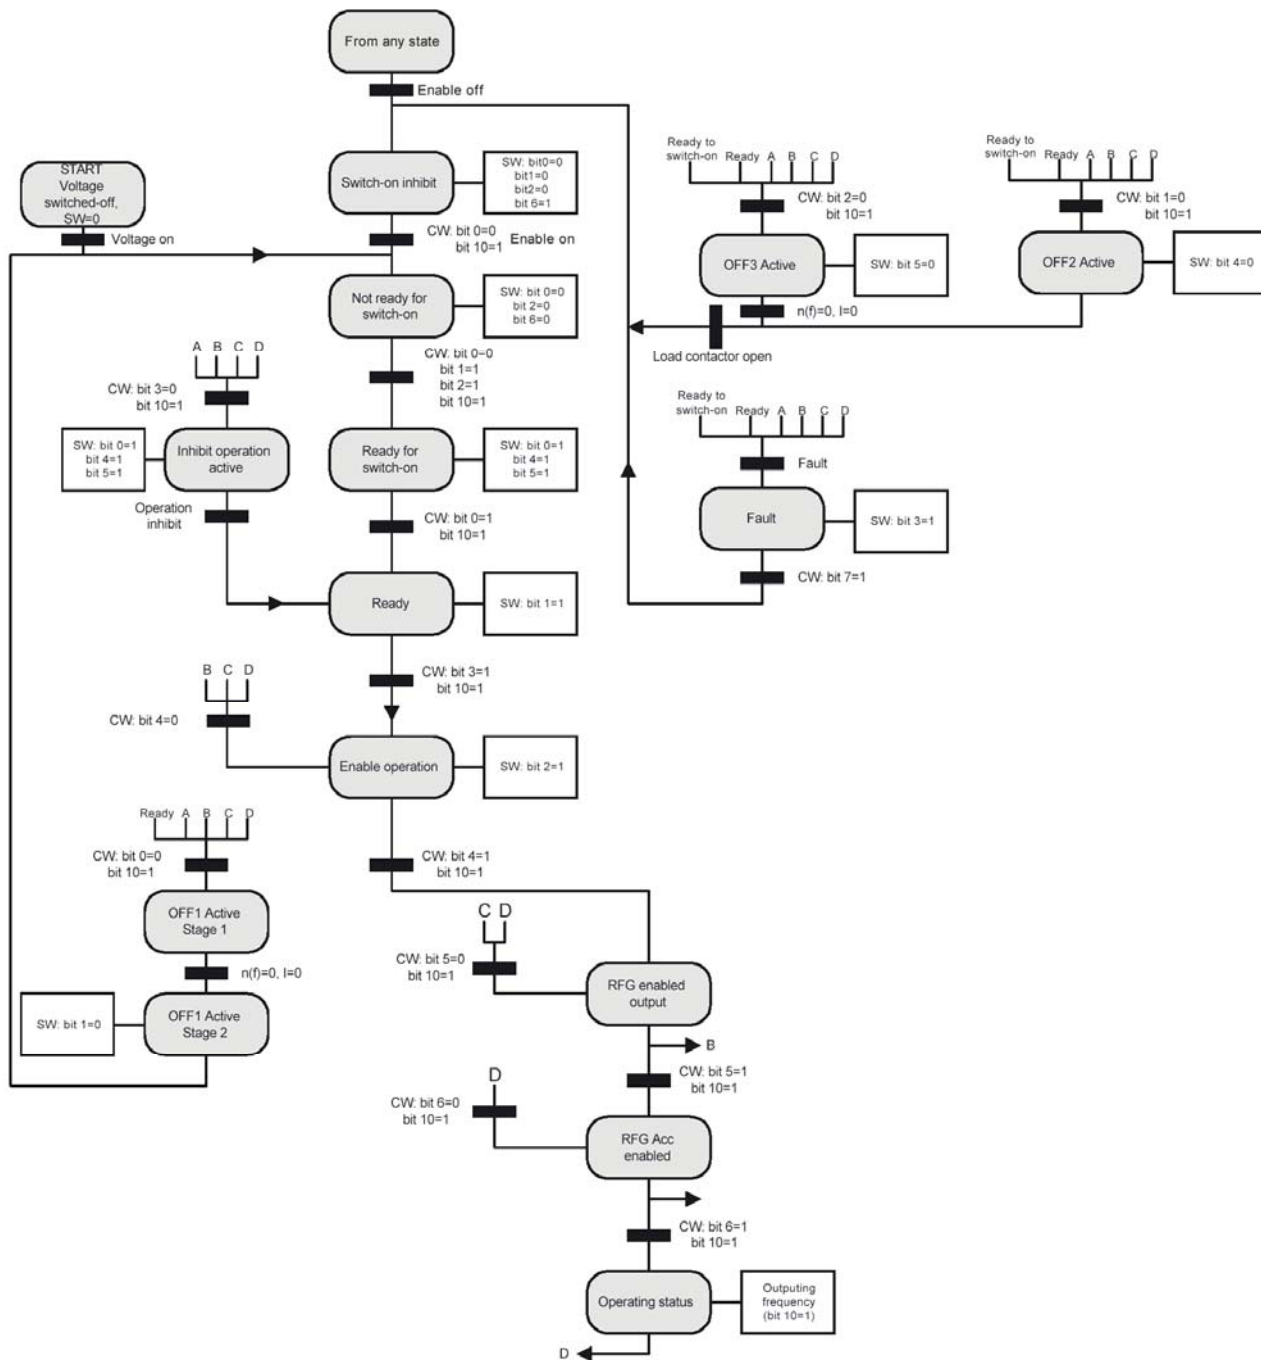 From any state
Enable off
START
Voltage
switched-off,
SW=0
Voltage on
Switch-on inhibit
SW: bit0=0
bit1=0
bit2=0
bit 6=1
CW: bit 0=0
bit 10=1
Enable on
Not ready for
switch-on
SW: bit 0=0
bit 2=0
bit 6=0
CW: bit 0=0
bit 1=1
bit 2=1
bit 10=1
Ready to
switch-on
Ready A B C D
CW: bit 2=0
bit 10=1
OFF3 Active
SW: bit 5=0
n(f)=0, I=0
Load contactor open
Ready to
switch-on
Ready A B C D
CW: bit 1=0
bit 10=1
OFF2 Active
SW: bit 4=0
A B C D
CW: bit 3=0
bit 10=1
SW: bit 0=1
bit 4=1
bit 5=1
Inhibit operation
active
Operation
inhibit
Ready for
switch-on
SW: bit 0=1
bit 4=1
bit 5=1
CW: bit 0=1
bit 10=1
Ready to
switch-on
Ready A B C D
Fault
Fault
SW: bit 3=1
CW: bit 7=1
Ready
SW: bit 1=1
CW: bit 3=1
bit 10=1
B C D
CW: bit 4=0
Enable operation
SW: bit 2=1
CW: bit 4=1
bit 10=1
Ready A B C D
CW: bit 0=0
bit 10=1
OFF1 Active
Stage 1
n(f)=0, I=0
SW: bit 1=0
OFF1 Active
Stage 2
C D
CW: bit 5=0
bit 10=1
RFG enabled
output
B
CW: bit 5=1
bit 10=1
D
CW: bit 6=0
bit 10=1
RFG Acc
enabled
CW: bit 6=1
bit 10=1
Operating status
Outputing
frequency
(bit 10=1)
D